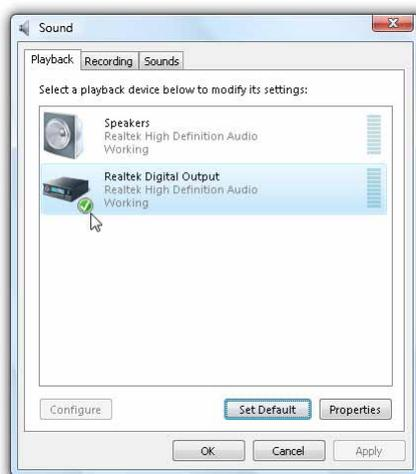 Sound
Playback Recording Sounds
Select a playback device below to modify its settings:
Speakers
Realtek High Definition Audio
Working
Realtek Digital Output
Realtek High Definition Audio
Working
Configure Set Default Properties
OK Cancel Apply